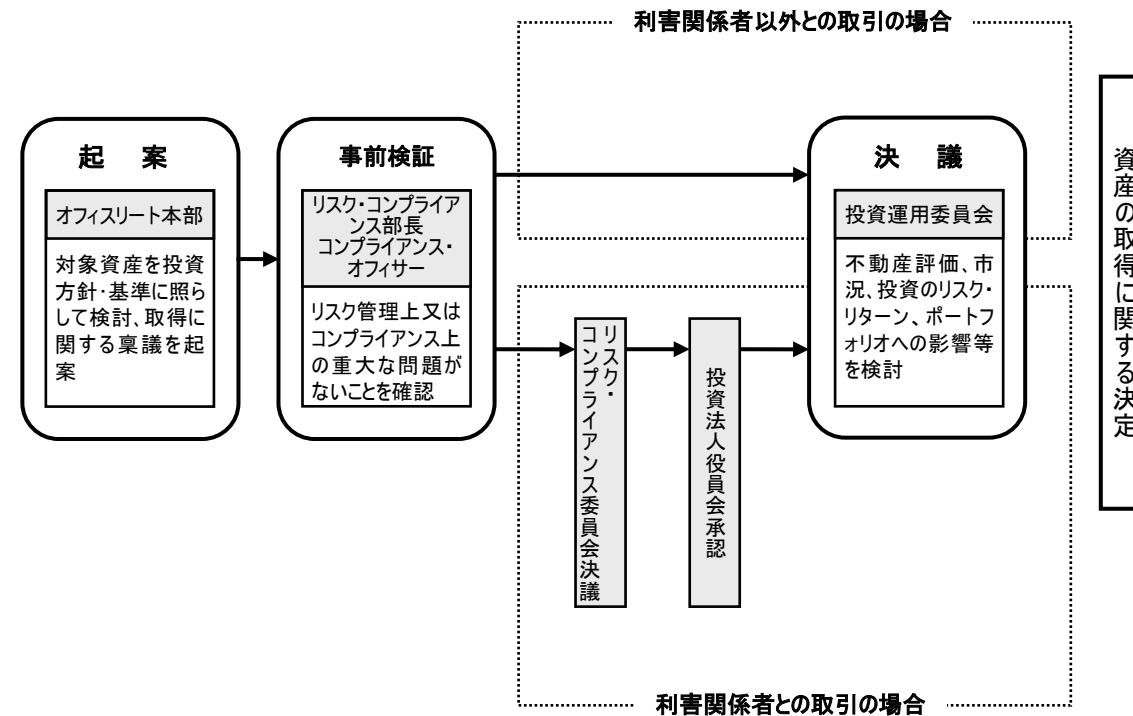 利害関係者以外との取引の場合
起 案
オフィスリート本部
対象資産を投資
方針・基準に照ら
して検討、取得に
関する稟議を起
案
事前検証
リスク・コンプライア
ンス部長
コンプライアンス・
オフィサー
リスク管理上又は
コンプライアンス上
の重大な問題が
ないことを確認
リスク・
コンプライアンス委員会決議
投資法人役員会承認
決 議
投資運用委員会
不動産評価、市
況、投資のリスク・
リターン、ポートフ
ォリオへの影響等
を検討
資産の取得に関する決定
利害関係者との取引の場合